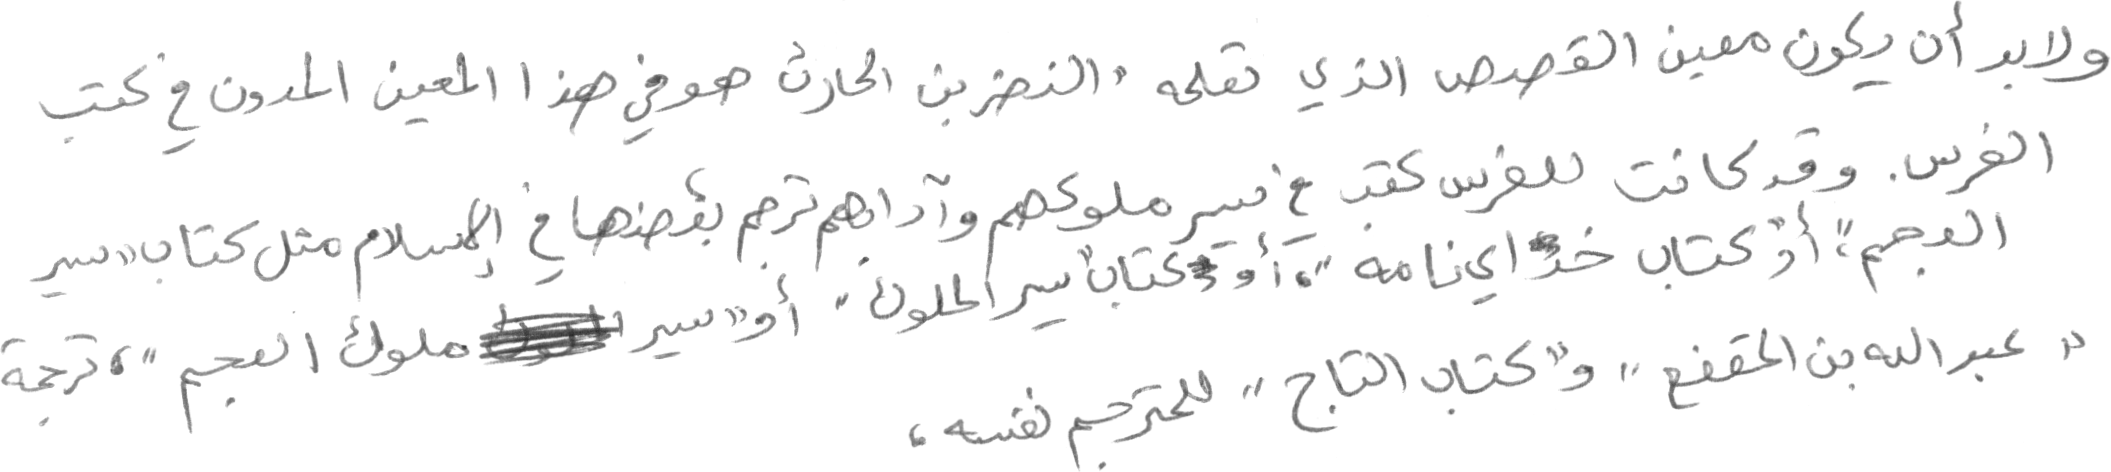 ولابد أن يكون معين القصص الذي نقله "النضر بن الحارث هو في هذا المعين المدون في كتب
الفرس. وقد كانت للفرس كتب في سير ملوكهم وآدابهم ترجم بعضها في الإسلام مثل كتاب "سير
العجم"، أو "كتاب خداي نامه"، أو كتاب "سير الملوك" أو "سير ملوك العجم"، ترجمة
"عبد الله بن المقفع" و"كتاب التاج" للمترجم نفسه،